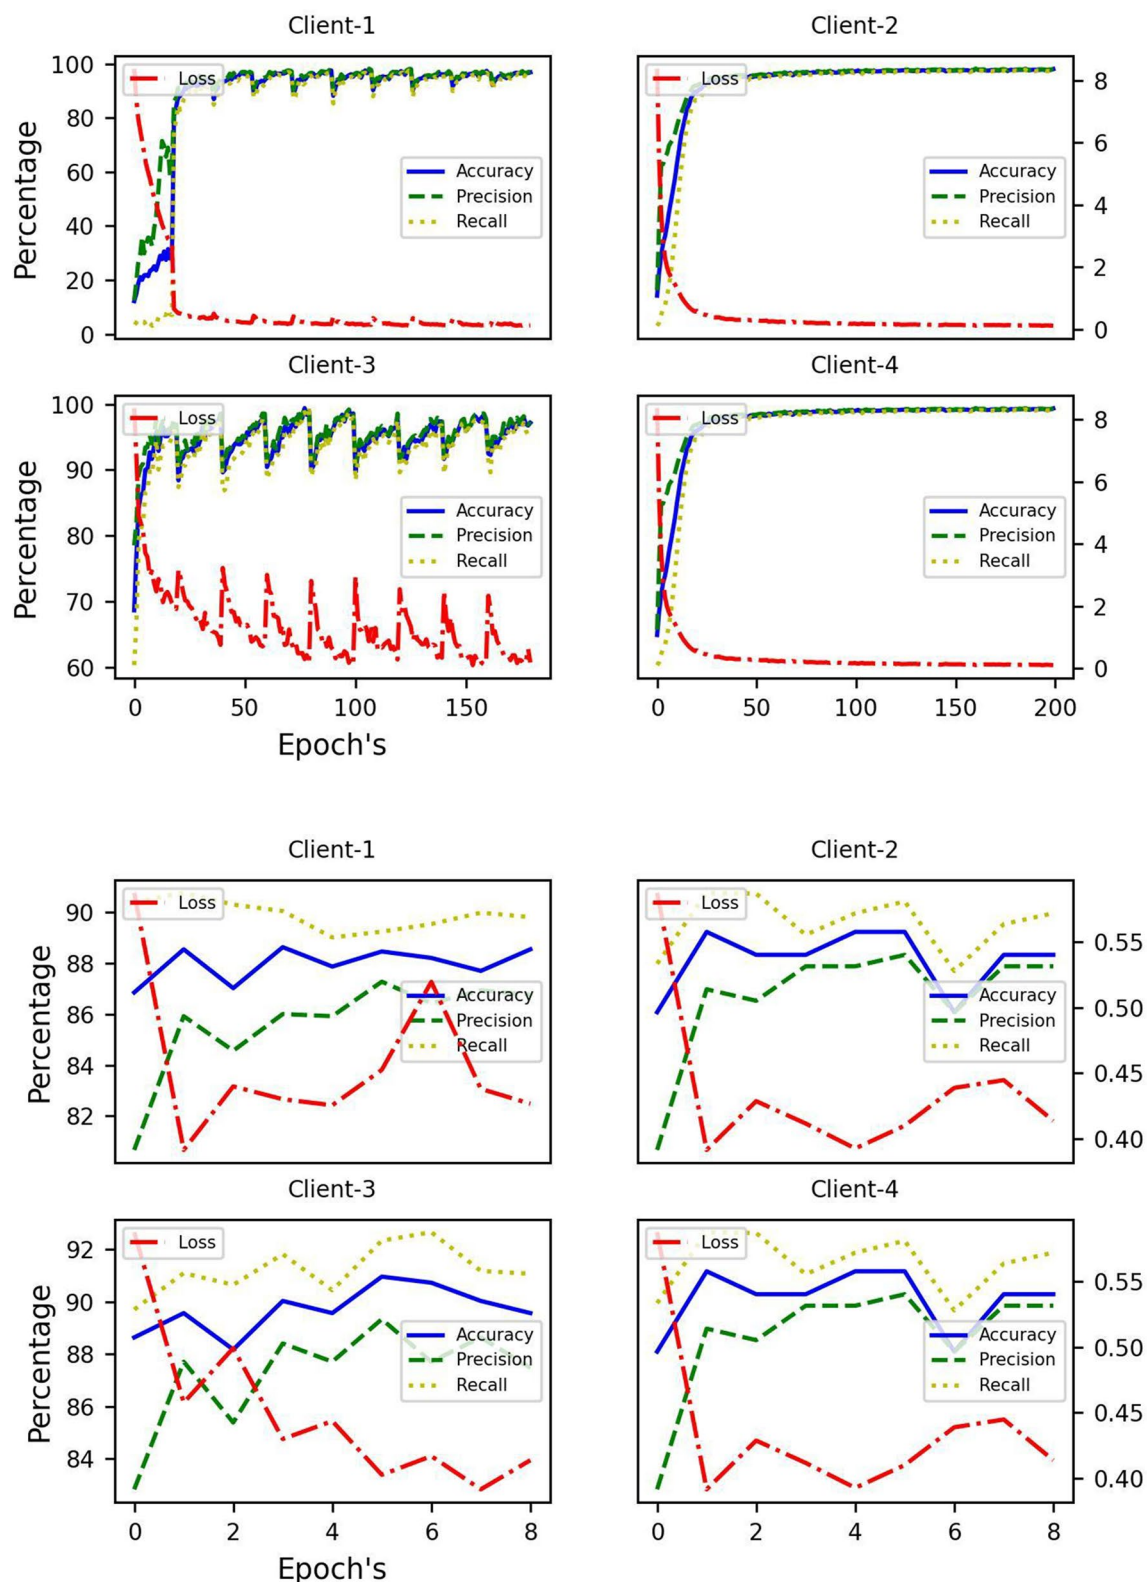 Client-1
Client-2
Percentage
100
80
60
40
20
0
Loss
Accuracy
Precision
Recall
Loss
Accuracy
Precision
Recall
8
6
4
2
0
Client-3
Client-4
Percentage
100
90
80
70
60
Loss
Accuracy
Precision
Recall
0 50 100 150
Epoch's
Loss
Accuracy
Precision
Recall
8
6
4
2
0
0 50 100 150 200
Client-1
Client-2
Percentage
90
88
86
84
82
Loss
Accuracy
Precision
Recall
Loss
Accuracy
Precision
Recall
0.55
0.50
0.45
0.40
Client-3
Client-4
Percentage
92
90
88
86
84
Loss
Accuracy
Precision
Recall
0 2 4 6 8
Epoch's
Loss
Accuracy
Precision
Recall
0.55
0.50
0.45
0.40
0 2 4 6 8